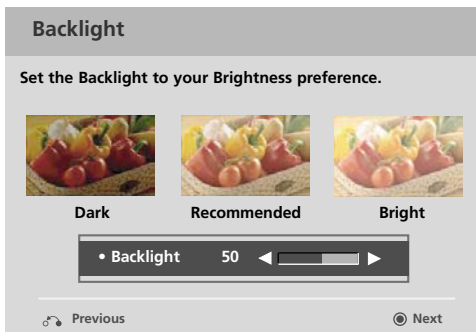 Backlight
Set the Backlight to your Brightness preference.
Dark Recommended Bright
• Backlight 50
Previous Next